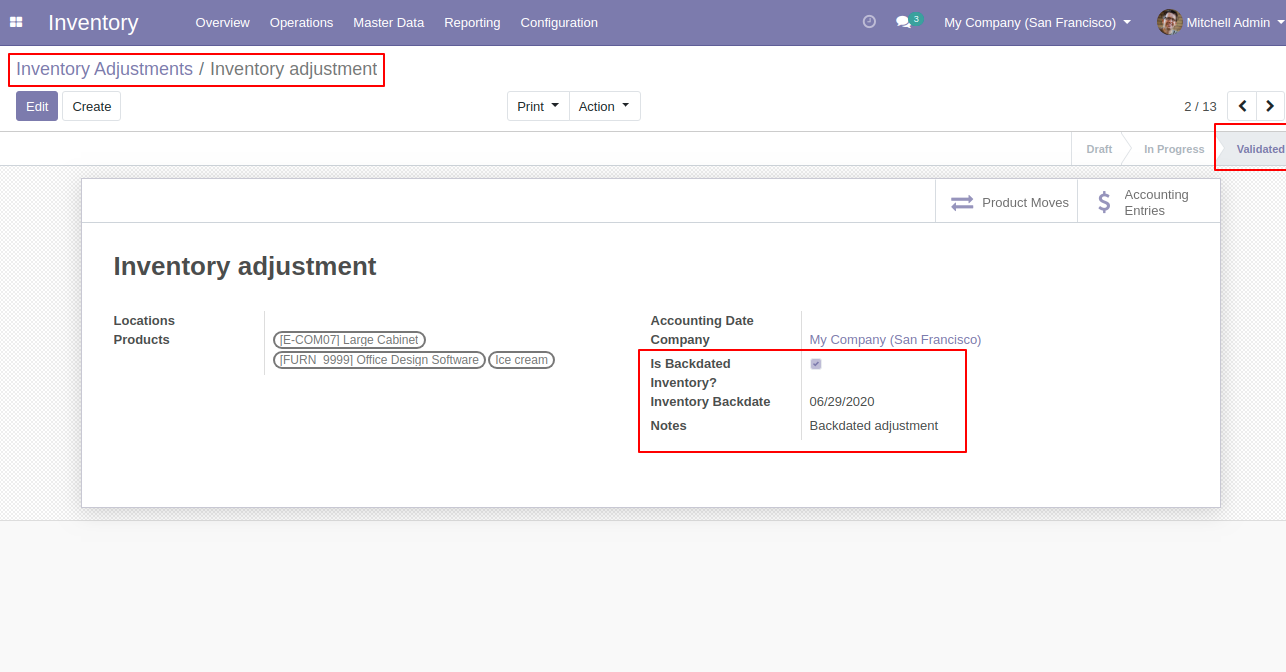 Inventory Overview Operations Master Data Reporting Configuration 3 My Company (San Francisco) Mitchell Admin
Inventory Adjustments / Inventory adjustment
Edit Create Print Action 2 / 13
Draft In Progress Validated
Product Moves Accounting
Entries
Inventory adjustment
Locations
Products [E-COM07] Large Cabinet
[FURN_9999] Office Design Software Ice cream
Accounting Date
Company My Company (San Francisco)
Is Backdated
Inventory?
Inventory Backdate 06/29/2020
Notes Backdated adjustment